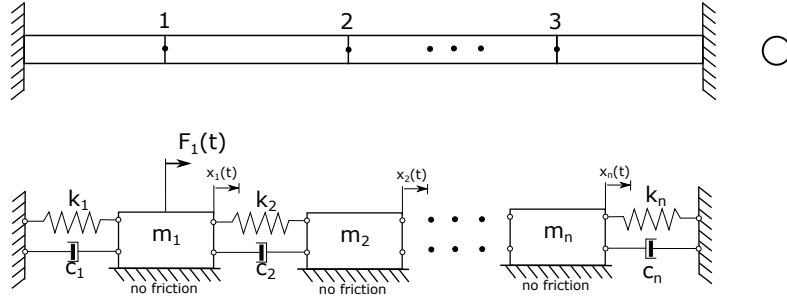 1 2 3
F1(t)
x1(t) x2(t) xn(t)
k1 k2 kn
m1 m2 mn
c1 c2 cn
no friction no friction no friction